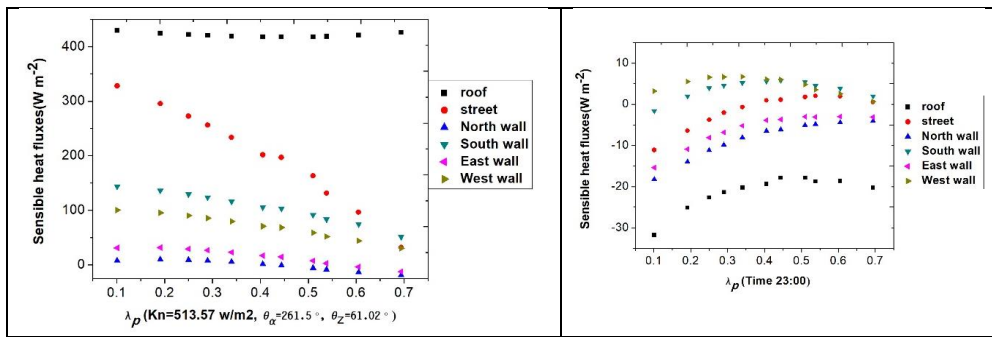 Sensible heat fluxes(W m-2)
400
300
200
100
0
0.1 0.2 0.3 0.4 0.5 0.6 0.7
λp (Kn=513.57 w/m2, θα=261.5°, θZ=61.02°)
roof
street
North wall
South wall
East wall
West wall
Sensible heat fluxes(W m-2)
10
0
-10
-20
-30
0.1 0.2 0.3 0.4 0.5 0.6 0.7
λp (Time 23:00)
roof
street
North wall
South wall
East wall
West wall